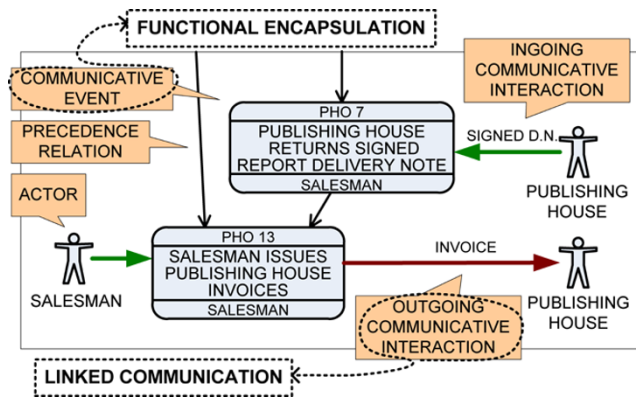 FUNCTIONAL ENCAPSULATION
COMMUNICATIVE
EVENT
INGOING
COMMUNICATIVE
INTERACTION
PRECEDENCE
RELATION
PHO 7
PUBLISHING HOUSE
RETURNS SIGNED
REPORT DELIVERY NOTE
SALESMAN
SIGNED D.N.
PUBLISHING
HOUSE
ACTOR
SALESMAN
PHO 13
SALESMAN ISSUES
PUBLISHING HOUSE
INVOICES
SALESMAN
INVOICE
PUBLISHING
HOUSE
OUTGOING
COMMUNICATIVE
INTERACTION
LINKED COMMUNICATION